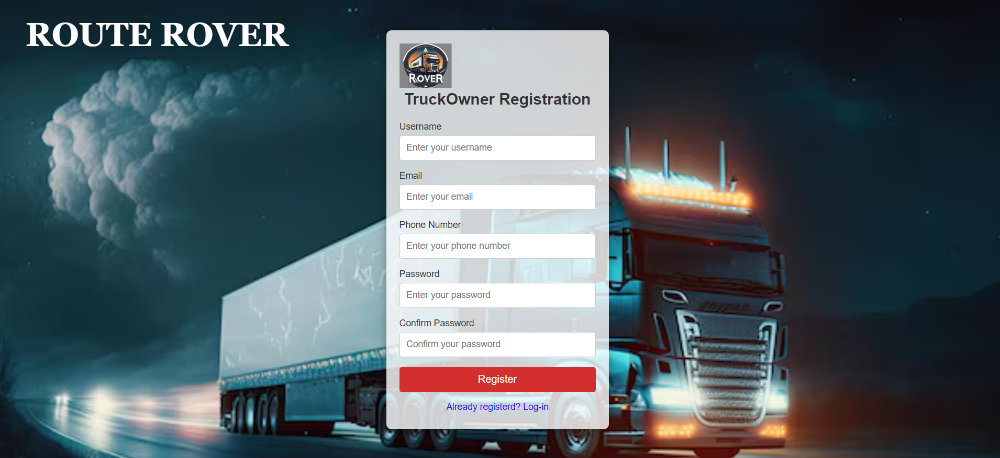 ROUTE ROVER
ROVER
TruckOwner Registration
Username
Enter your username
Email
Enter your email
Phone Number
Enter your phone number
Password
Enter your password
Confirm Password
Confirm your password
Register
Already registerd? Log-in